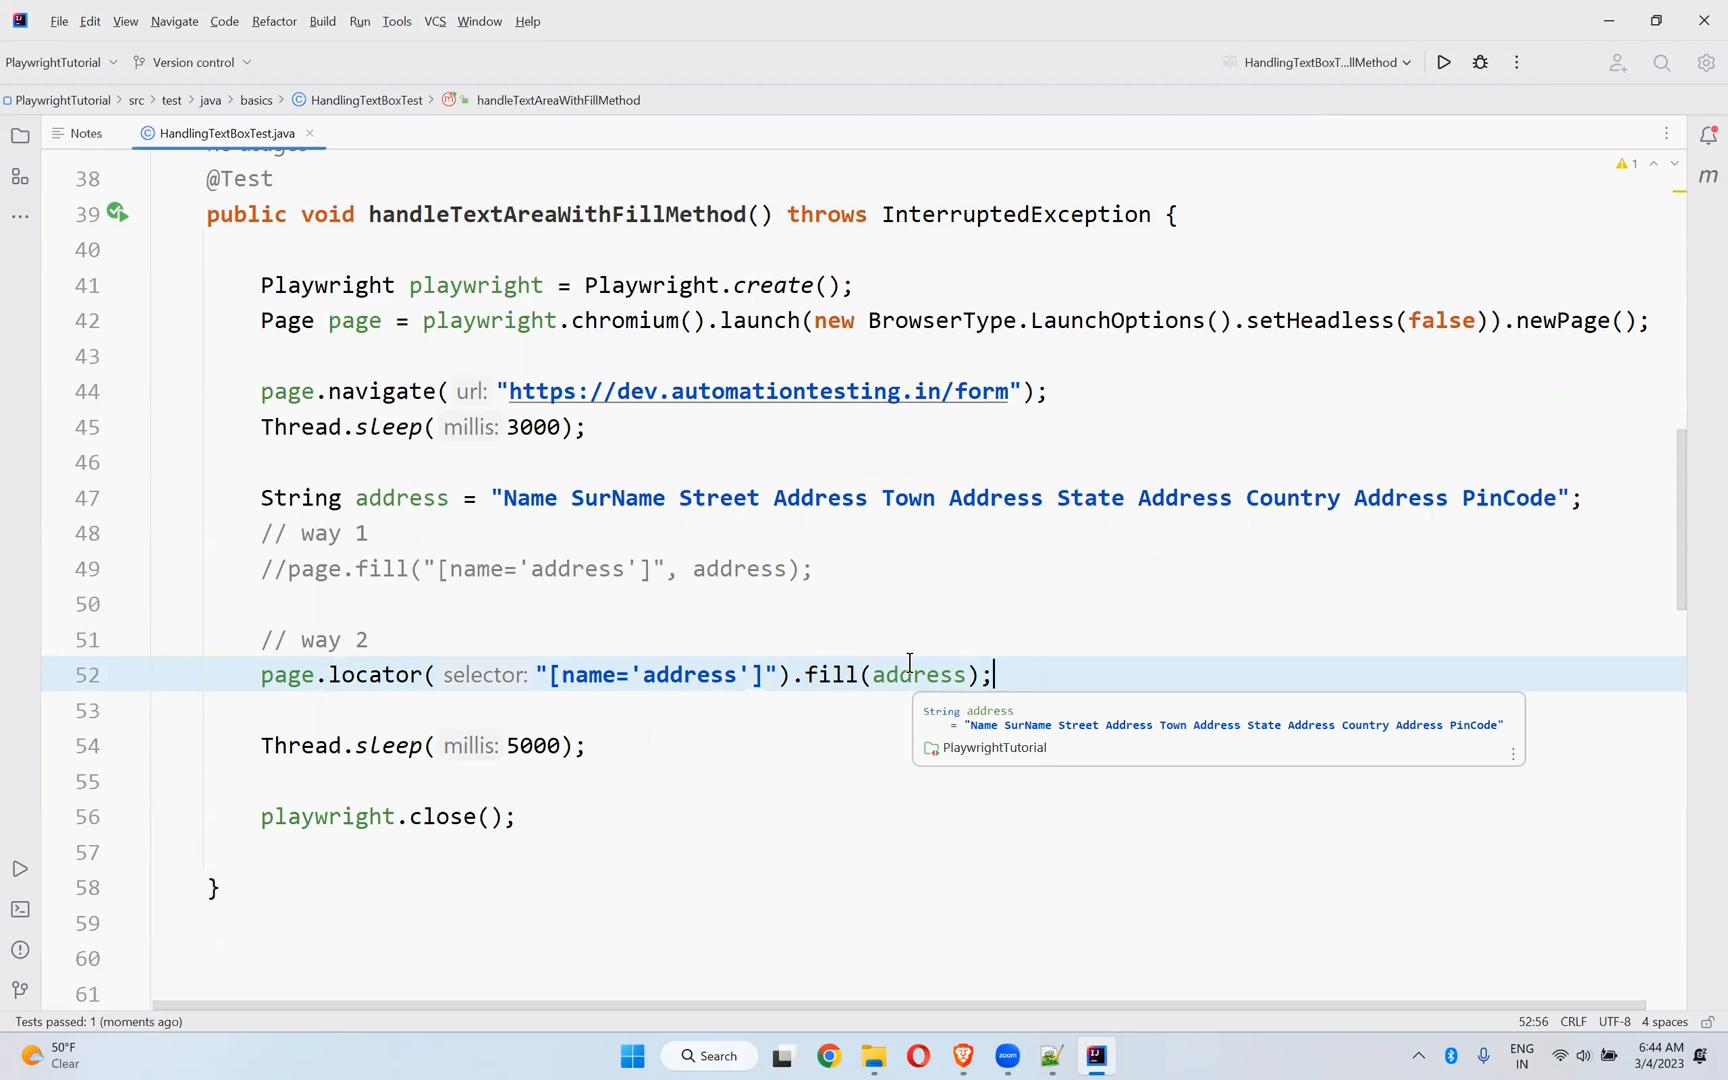 File Edit View Navigate Code Refactor Build Run Tools VCS Window Help
PlaywrightTutorial Version control HandlingTextBoxT...llMethod
PlaywrightTutorial > src > test > java > basics > HandlingTextBoxTest > handleTextAreaWithFillMethod
Notes HandlingTextBoxTest.java
1
38 @Test
39 public void handleTextAreaWithFillMethod() throws InterruptedException {
40
41 Playwright playwright = Playwright.create();
42 Page page = playwright.chromium().launch(new BrowserType.LaunchOptions().setHeadless(false)).newPage();
43
44 page.navigate( url: "https://dev.automationtesting.in/form");
45 Thread.sleep( millis: 3000);
46
47 String address = "Name SurName Street Address Town Address State Address Country Address PinCode";
48 // way 1
49 //page.fill("[name='address']", address);
50
51 // way 2
52 page.locator( selector: "[name='address']").fill(address);
53
String address
= "Name SurName Street Address Town Address State Address Country Address PinCode"
PlaywrightTutorial
54 Thread.sleep( millis: 5000);
55
56 playwright.close();
57
58 }
59
60
61
Tests passed: 1 (moments ago) 52:56 CRLF UTF-8 4 spaces
50°F
Clear
Search
zoom
ENG
IN
6:44 AM
3/4/2023